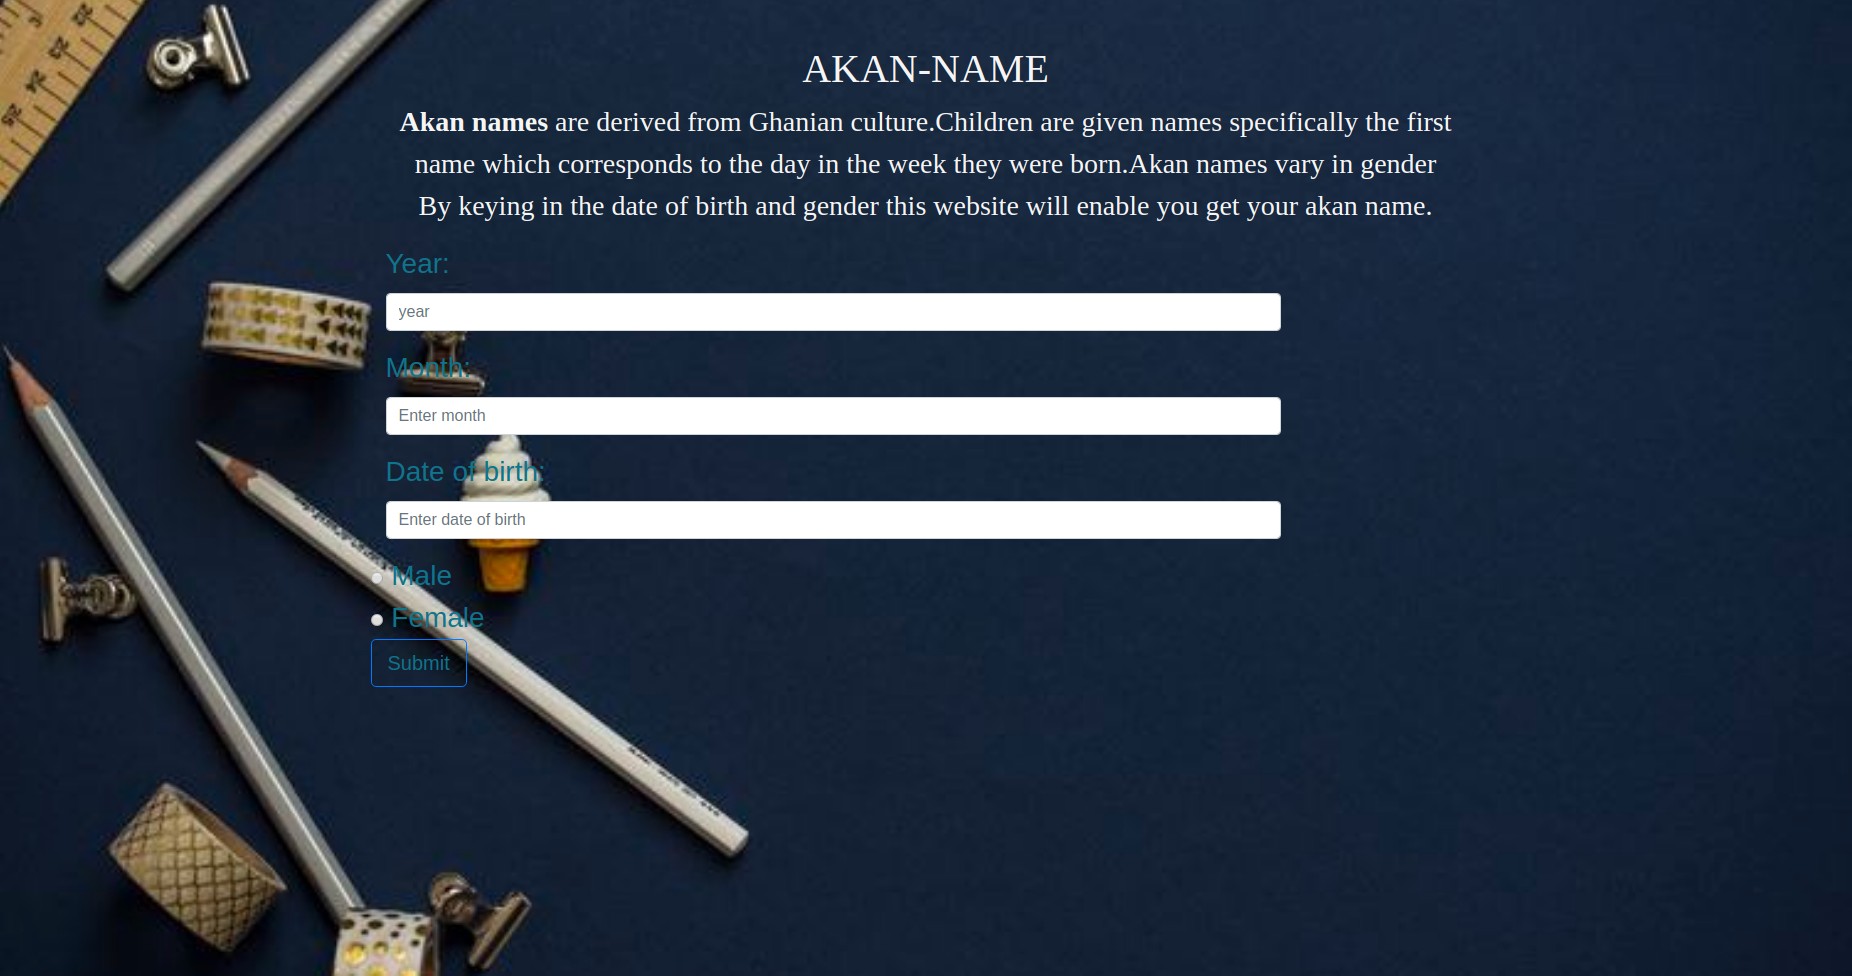 AKAN-NAME
Akan names are derived from Ghanian culture.Children are given names specifically the first
name which corresponds to the day in the week they were born.Akan names vary in gender
By keying in the date of birth and gender this website will enable you get your akan name.
Year:
year
Month:
Enter month
Date of birth:
Enter date of birth
Male
Female
Submit